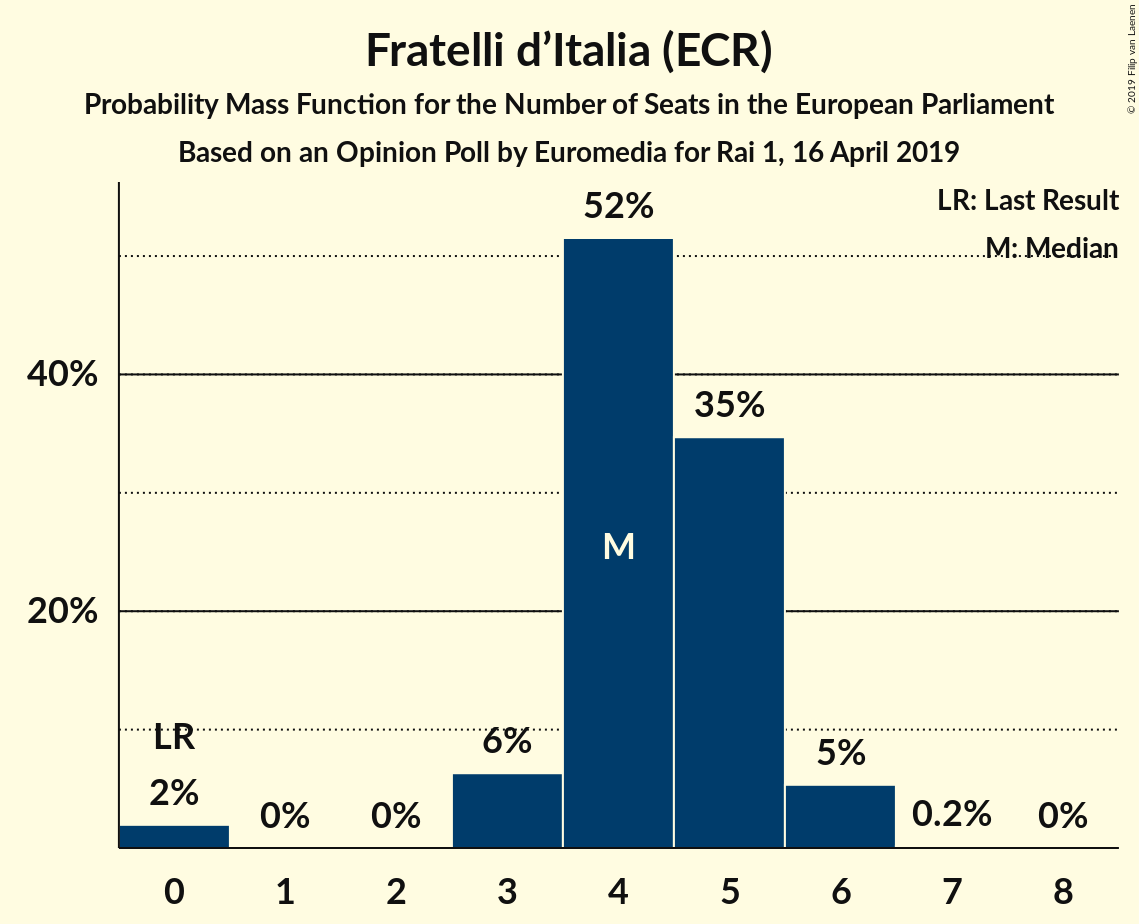 Fratelli d’Italia (ECR)
Probability Mass Function for the Number of Seats in the European Parliament
Based on an Opinion Poll by Euromedia for Rai 1, 16 April 2019
© 2019 Filip van Laenen
LR: Last Result
M: Median
52%
40%
35%
M
20%
LR
6%
5%
2%
0%
0%
0.2%
0%
0 1 2 3 4 5 6 7 8